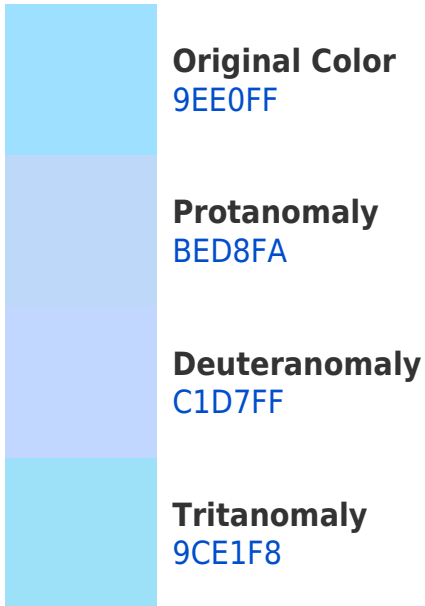 Original Color
9EE0FF
Protanomaly
BED8FA
Deuteranomaly
C1D7FF
Tritanomaly
9CE1F8